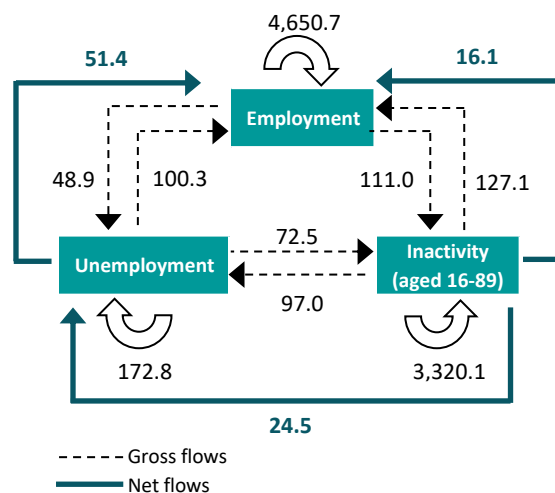 4,650.7
51.4
16.1
Employment
48.9
100.3
111.0
127.1
72.5
Unemployment
Inactivity
(aged 16-89)
97.0
172.8
3,320.1
24.5
Gross flows
Net flows